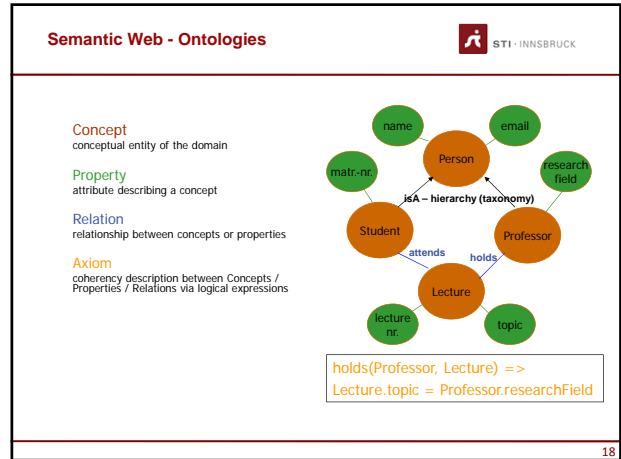 Semantic Web - Ontologies
STI · INNSBRUCK
Concept
conceptual entity of the domain
Property
attribute describing a concept
Relation
relationship between concepts or properties
Axiom
coherency description between Concepts /
Properties / Relations via logical expressions
name
email
Person
matr.-nr.
research
field
isA – hierarchy (taxonomy)
Student
Professor
attends
holds
Lecture
lecture
nr.
topic
holds(Professor, Lecture) =>
Lecture.topic = Professor.researchField
18